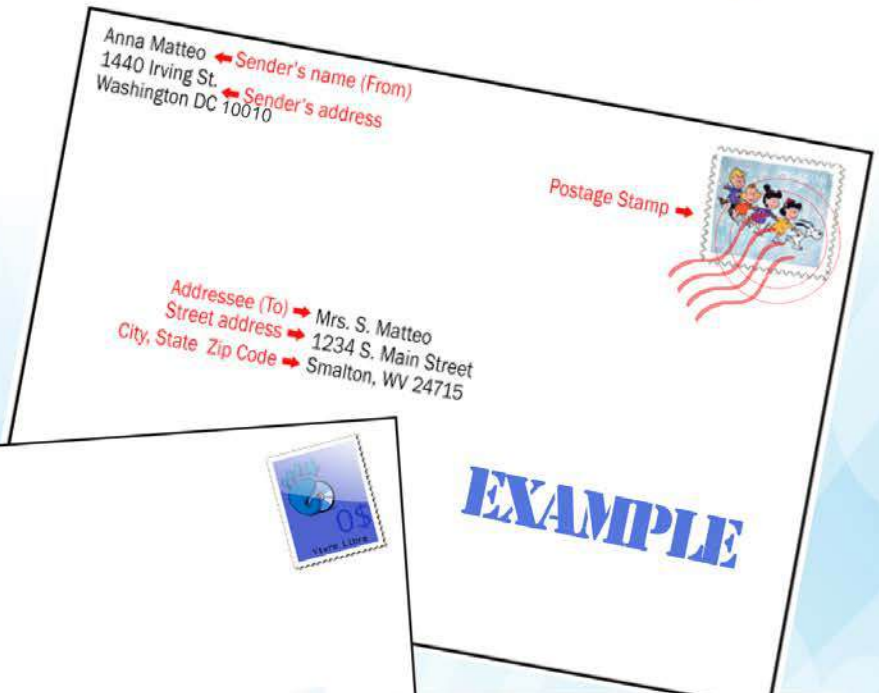 Anna Matteo Sender's name (From)
1440 Irving St.
Sender's address
Washington DC 10010
Postage Stamp
Addressee (To) Mrs. S. Matteo
Street address 1234 S. Main Street
City, State Zip Code Smalton, WV 24715
EXAMPLE
0$